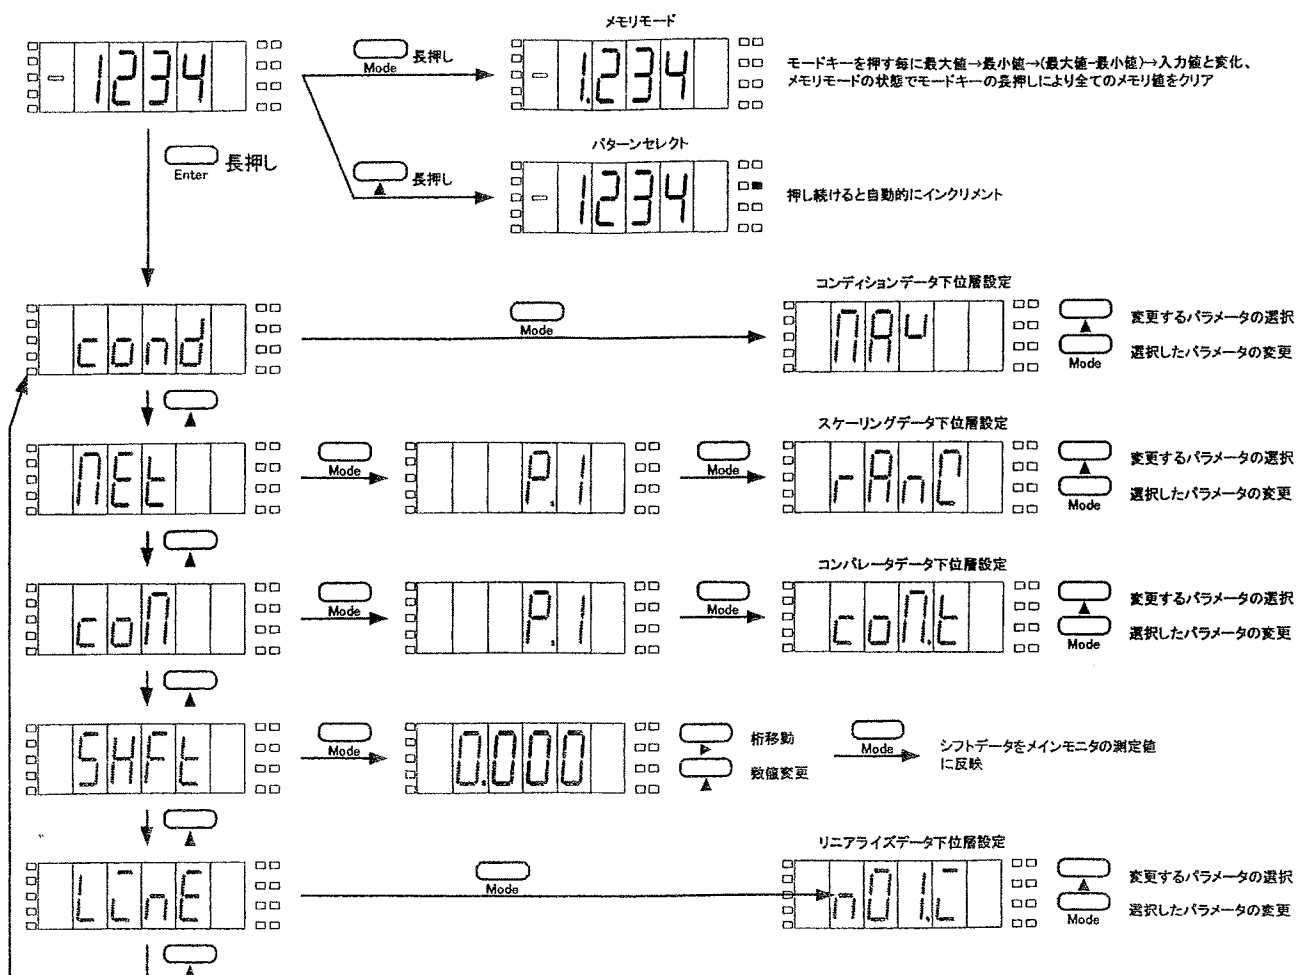 メモリモード
- 1234
Mode
長押し
- 1.234
モードキーを押す毎に最大値→最小値→(最大値-最小値)→入力値と変化、
メモリモードの状態でモードキーの長押しにより全てのメモリ値をクリア
Enter
長押し
パターンセレクト
▲
長押し
- 1234
押し続けると自動的にインクリメント
コンディションデータ下位層設定
cond
Mode
▲
変更するパラメータの選択
Mode
選択したパラメータの変更
▲
スケーリングデータ下位層設定
MEt
Mode
P.1
Mode
rAnG
▲
変更するパラメータの選択
Mode
選択したパラメータの変更
▲
コンパレータデータ下位層設定
coM
Mode
P.1
Mode
coM.t
▲
変更するパラメータの選択
Mode
選択したパラメータの変更
▲
SHFt
Mode
0.000
▶
桁移動
▲
数値変更
Mode
シフトデータをメインモニタの測定値
に反映
▲
リニアライズデータ下位層設定
LinE
Mode
n01.i
▲
変更するパラメータの選択
Mode
選択したパラメータの変更
▲